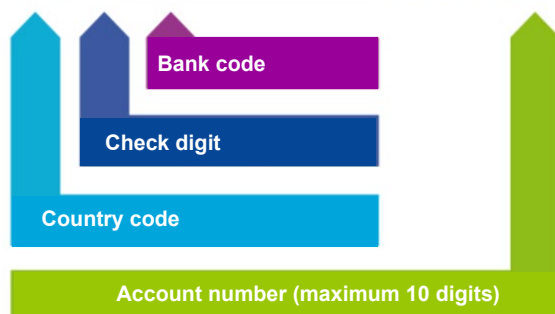 Bank code
Check digit
Country code
Account number (maximum 10 digits)